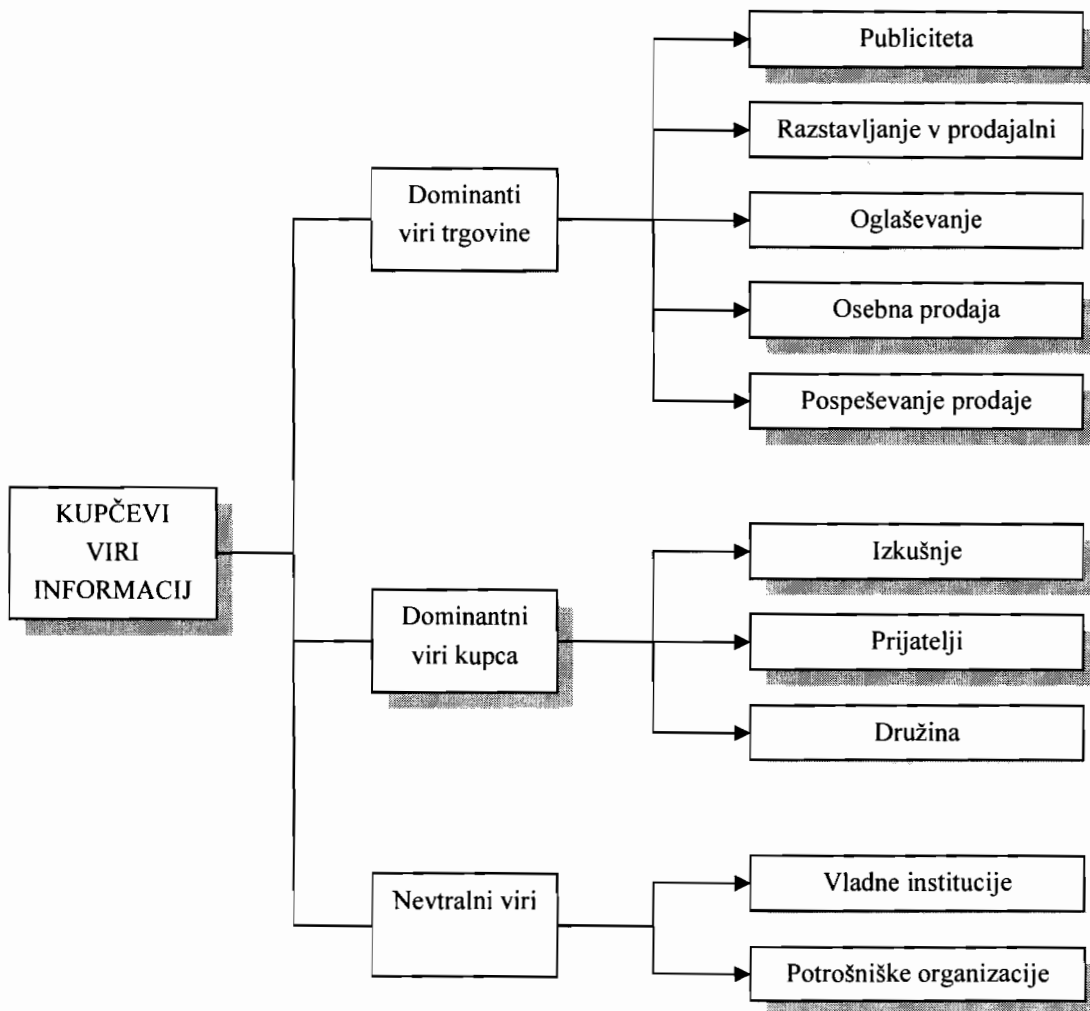 Publiciteta
Razstavljanje v prodajalni
Dominanti
viri trgovine
Oglaševanje
Osebna prodaja
Pospeševanje prodaje
KUPČEVI
VIRI
INFORMACIJ
Izkušnje
Dominantni
viri kupca
Prijatelji
Družina
Nevtralni viri
Vladne institucije
Potrošniške organizacije